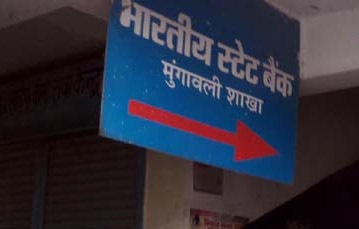 भारतीय स्टेट बैंक
मुंगावली शाखा